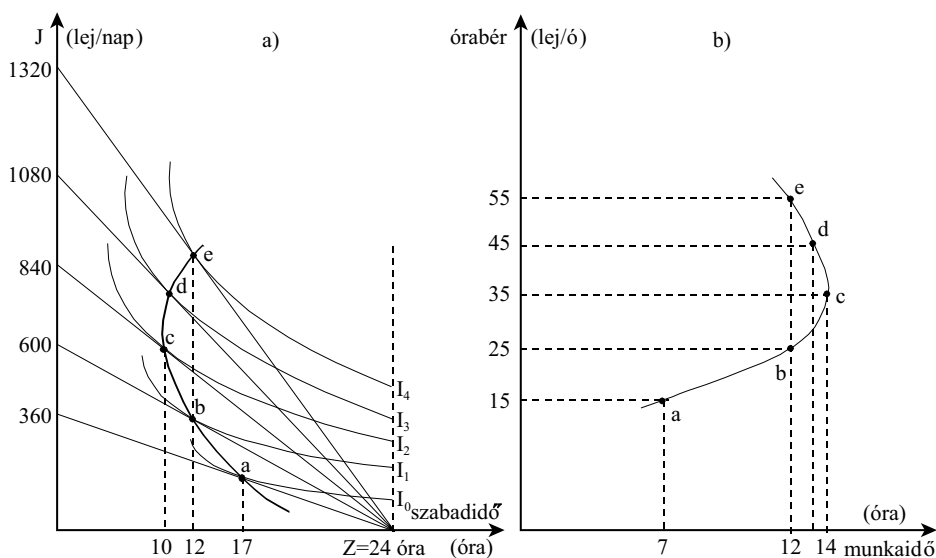 J (lej/nap) a)
1320
1080
840
600
360
e
d
c
b
a
I4
I3
I2
I1
I0
szabadidő
10 12 17 Z=24 óra (óra)
órabér (lej/ó) b)
55
45
35
25
15
e
d
c
b
a
(óra)
7 12 14 munkaidő